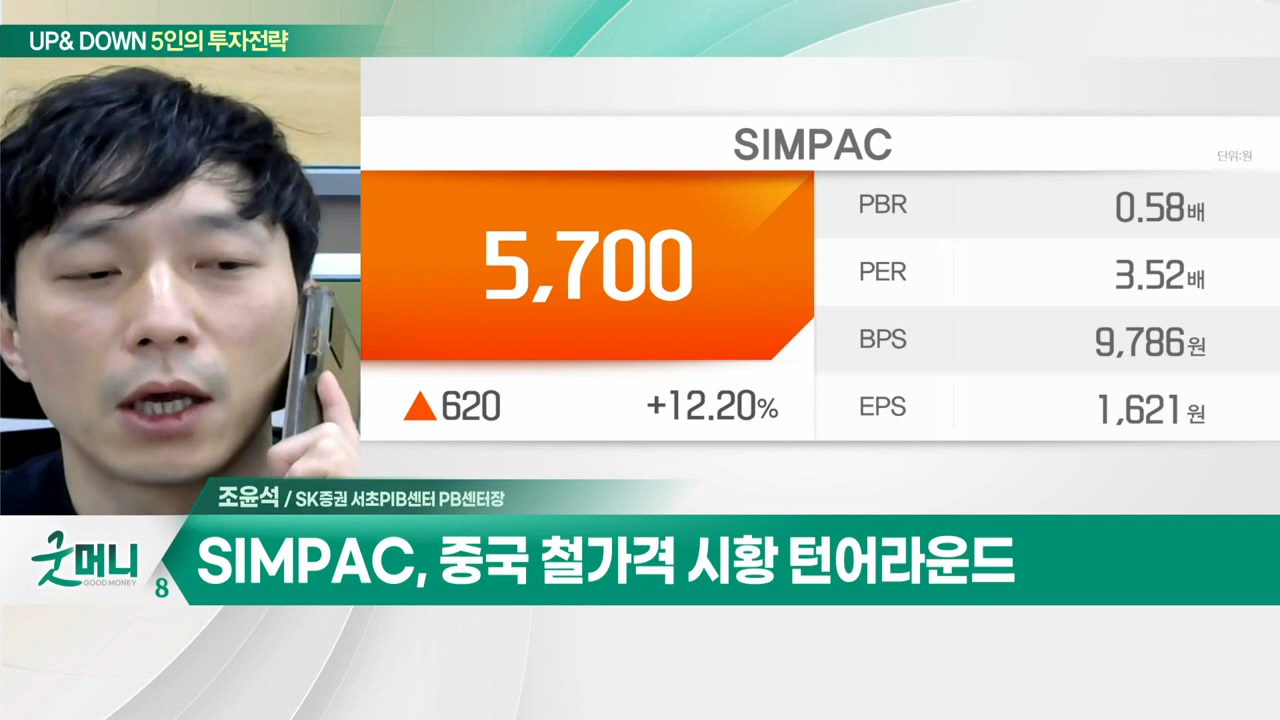 UP& DOWN 5인의 투자전략
SIMPAC
단위:원
5,700
▲620 +12.20%
PBR 0.58배
PER 3.52배
BPS 9,786원
EPS 1,621원
조윤석 / SK증권 서초PIB센터 PB센터장
굿머니
GOOD MONEY
8
SIMPAC, 중국 철가격 시황 턴어라운드